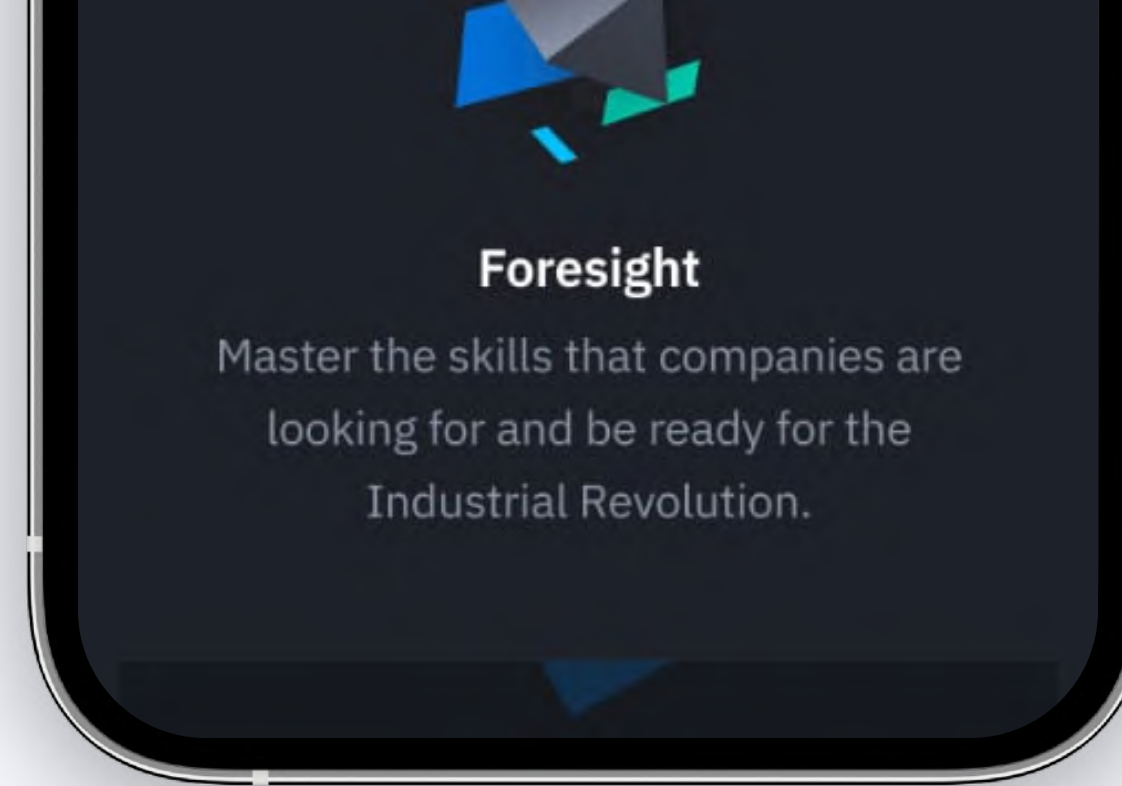 Foresight
Master the skills that companies are
looking for and be ready for the
Industrial Revolution.